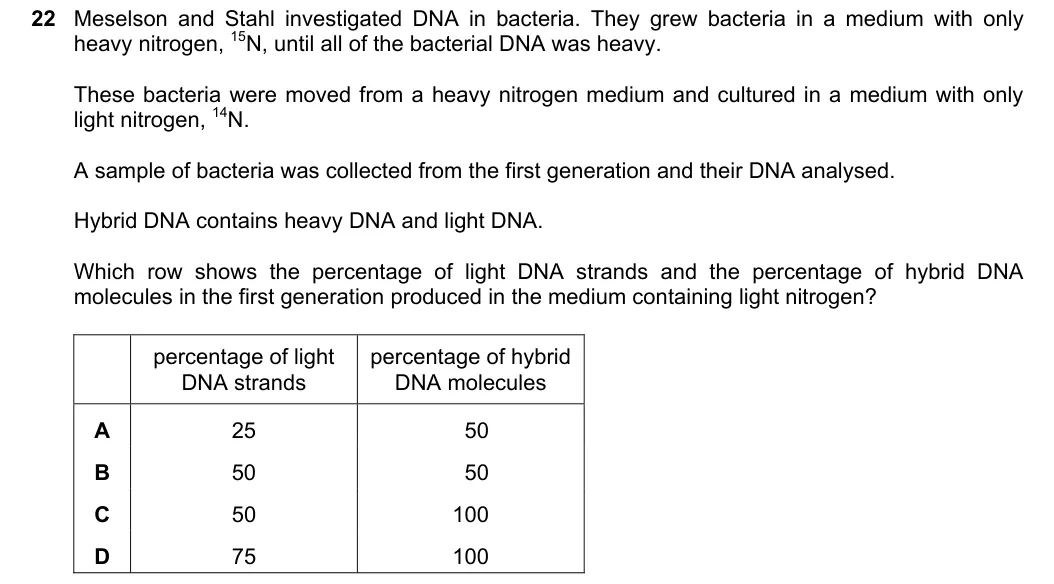 22 Meselson and Stahl investigated DNA in bacteria. They grew bacteria in a medium with only
heavy nitrogen, ¹⁵N, until all of the bacterial DNA was heavy.
These bacteria were moved from a heavy nitrogen medium and cultured in a medium with only
light nitrogen, ¹⁴N.
A sample of bacteria was collected from the first generation and their DNA analysed.
Hybrid DNA contains heavy DNA and light DNA.
Which row shows the percentage of light DNA strands and the percentage of hybrid DNA
molecules in the first generation produced in the medium containing light nitrogen?
percentage of light percentage of hybrid
DNA strands DNA molecules
A 25 50
B 50 50
C 50 100
D 75 100